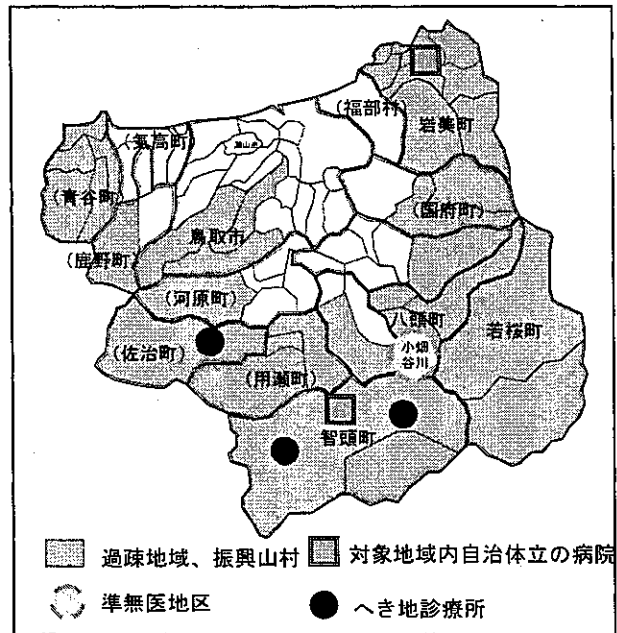 (福部村)
岩美町
(気高町)
湖山池
(青谷町)
(国府町)
鳥取市
(鹿野町)
(河原町)
八頭町
若桜町
小畑
谷川
(佐治町)
(用瀬町)
智頭町
過疎地域、振興山村
対象地域内自治体立の病院
準無医地区
へき地診療所